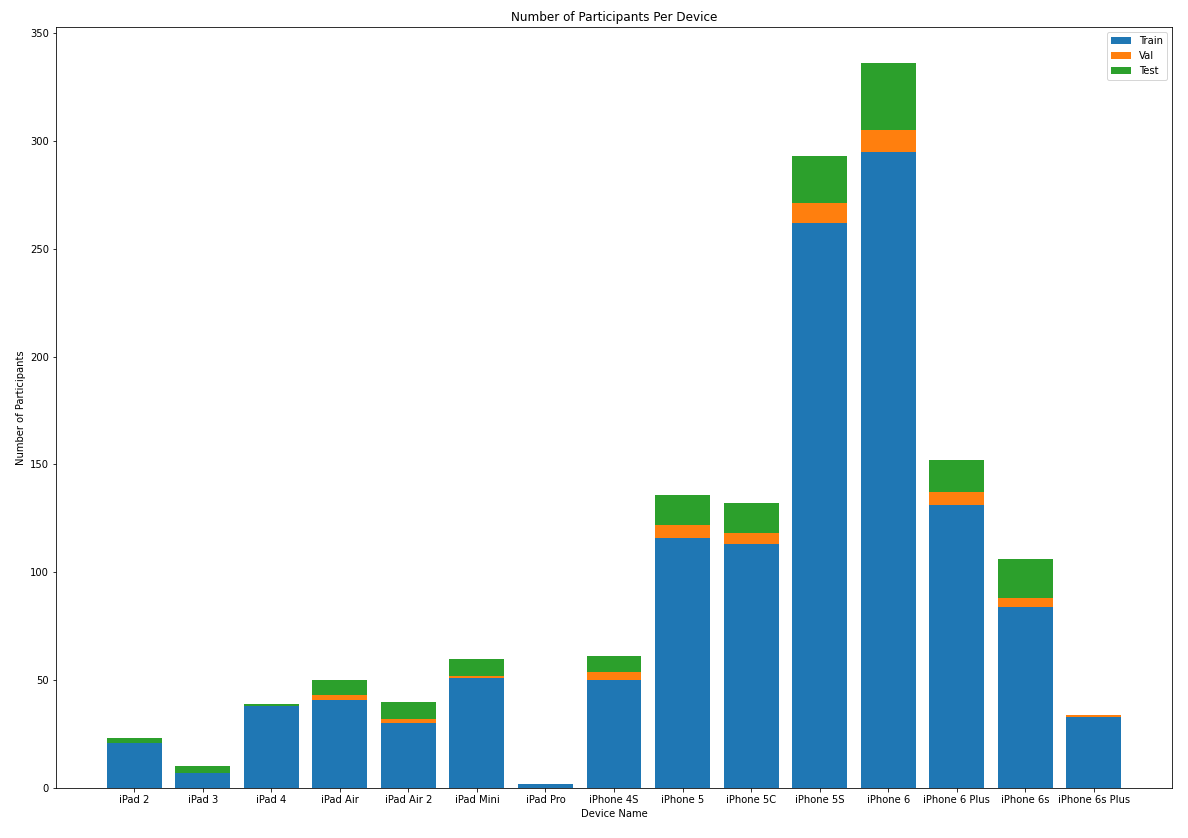 Number of Participants Per Device
Train
Val
Test
350
300
250
200
150
100
50
0
Number of Participants
iPad 2 iPad 3 iPad 4 iPad Air iPad Air 2 iPad Mini iPad Pro iPhone 4S iPhone 5 iPhone 5C iPhone 5S iPhone 6 iPhone 6 Plus iPhone 6s iPhone 6s Plus
Device Name